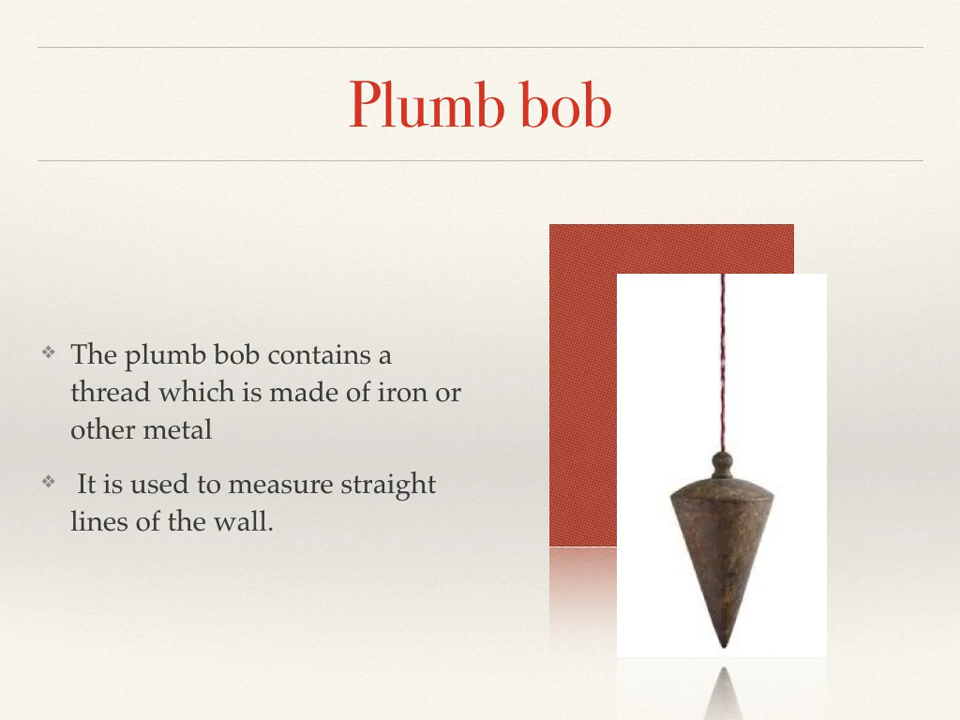 Plumb bob
❖ The plumb bob contains a
thread which is made of iron or
other metal
❖ It is used to measure straight
lines of the wall.